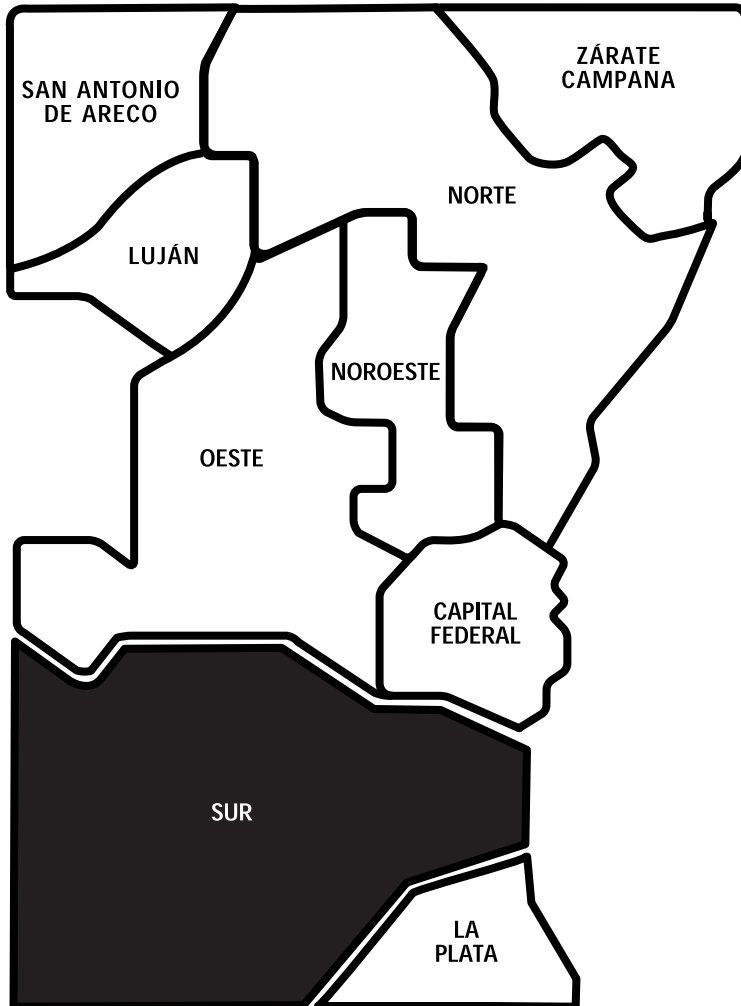 SAN ANTONIO
DE ARECO
ZÁRATE
CAMPANA
NORTE
LUJÁN
NOROESTE
OESTE
CAPITAL
FEDERAL
SUR
LA
PLATA